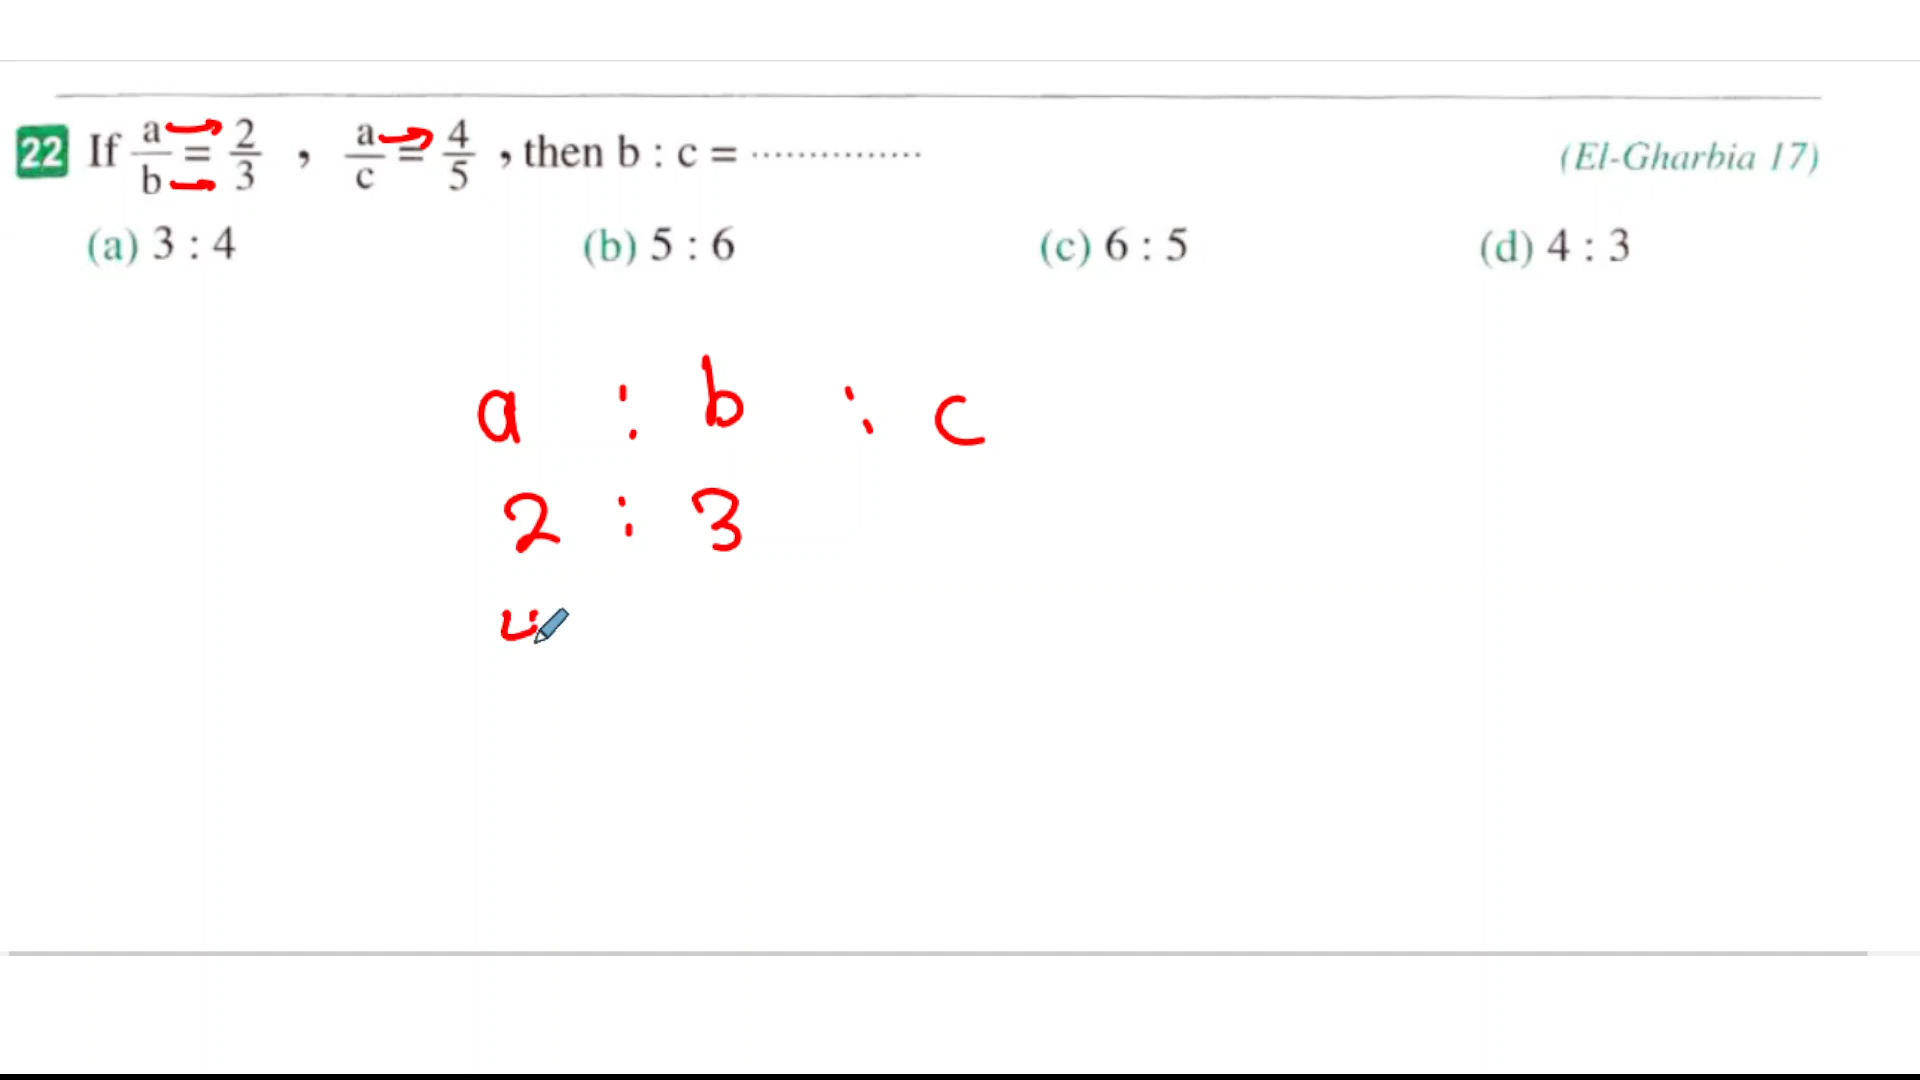 22 If a/b = 2/3 , a/c = 4/5 , then b : c = ............... (El-Gharbia 17)
(a) 3 : 4 (b) 5 : 6 (c) 6 : 5 (d) 4 : 3
a : b : c
2 : 3